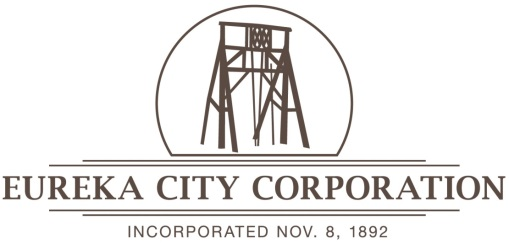 EUREKA CITY CORPORATION
INCORPORATED NOV. 8, 1892